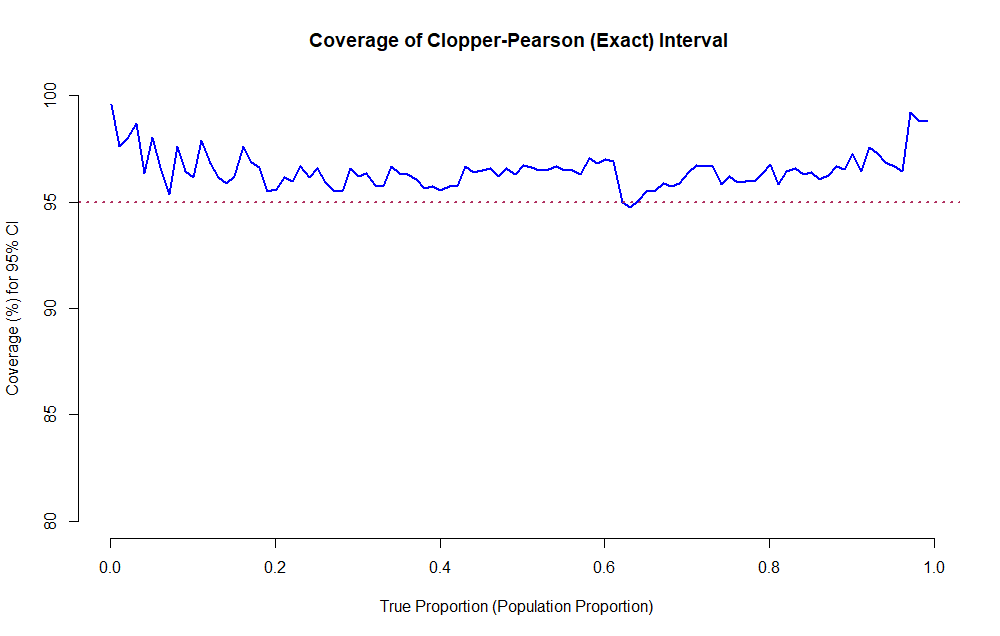 Coverage of Clopper-Pearson (Exact) Interval
Coverage (%) for 95% CI
100
95
90
85
80
0.0 0.2 0.4 0.6 0.8 1.0
True Proportion (Population Proportion)